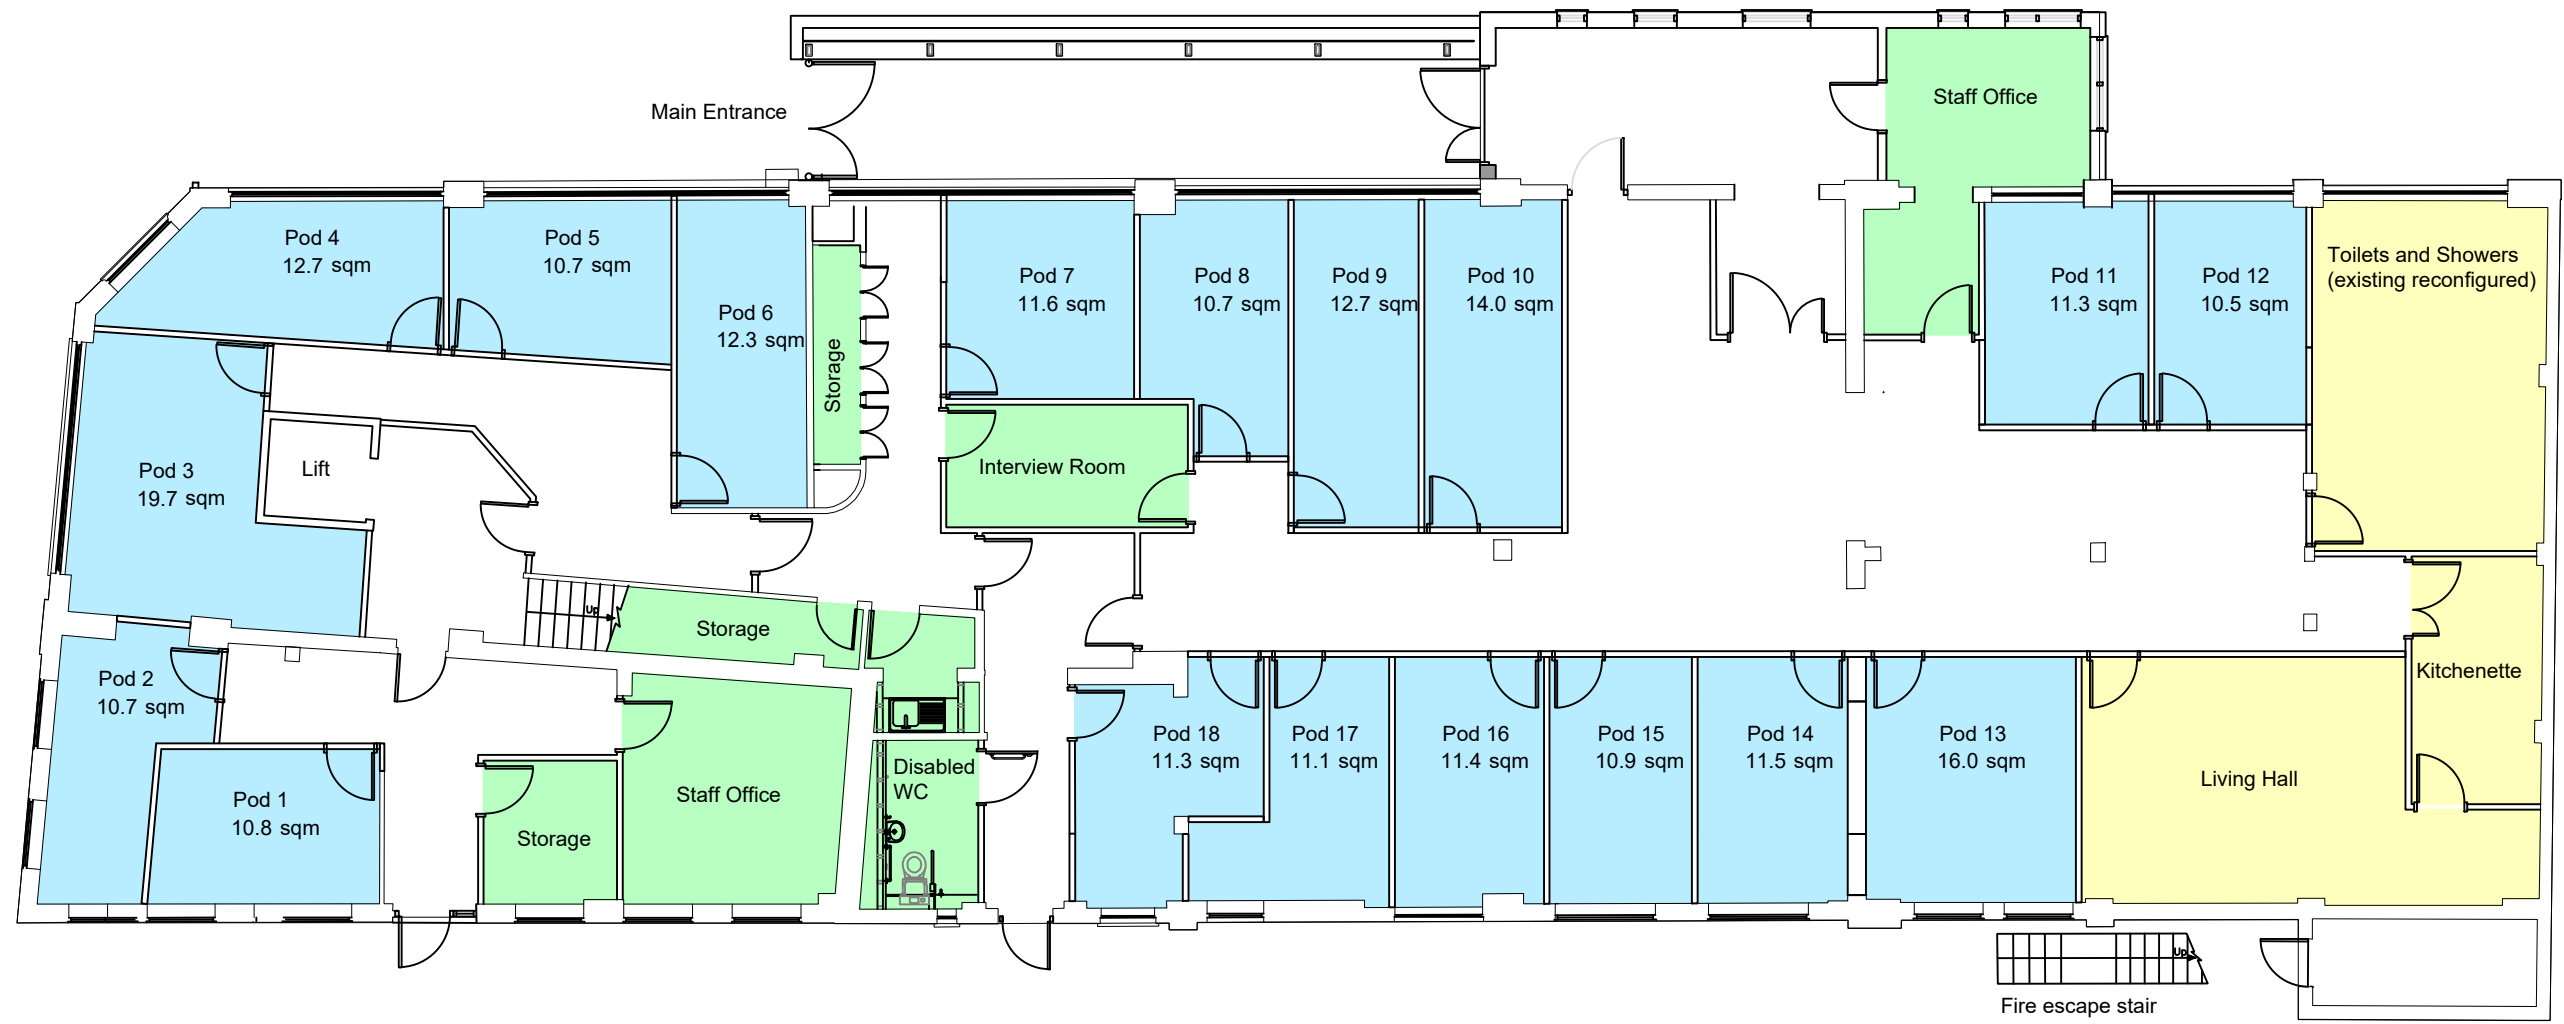 Main Entrance
Staff Office
Pod 4
12.7 sqm
Pod 5
10.7 sqm
Pod 6
12.3 sqm
Storage
Pod 7
11.6 sqm
Pod 8
10.7 sqm
Pod 9
12.7 sqm
Pod 10
14.0 sqm
Pod 11
11.3 sqm
Pod 12
10.5 sqm
Toilets and Showers
(existing reconfigured)
Pod 3
19.7 sqm
Lift
Interview Room
Up
Storage
Pod 2
10.7 sqm
Kitchenette
Pod 1
10.8 sqm
Storage
Staff Office
Disabled
WC
Pod 18
11.3 sqm
Pod 17
11.1 sqm
Pod 16
11.4 sqm
Pod 15
10.9 sqm
Pod 14
11.5 sqm
Pod 13
16.0 sqm
Living Hall
Up
Fire escape stair